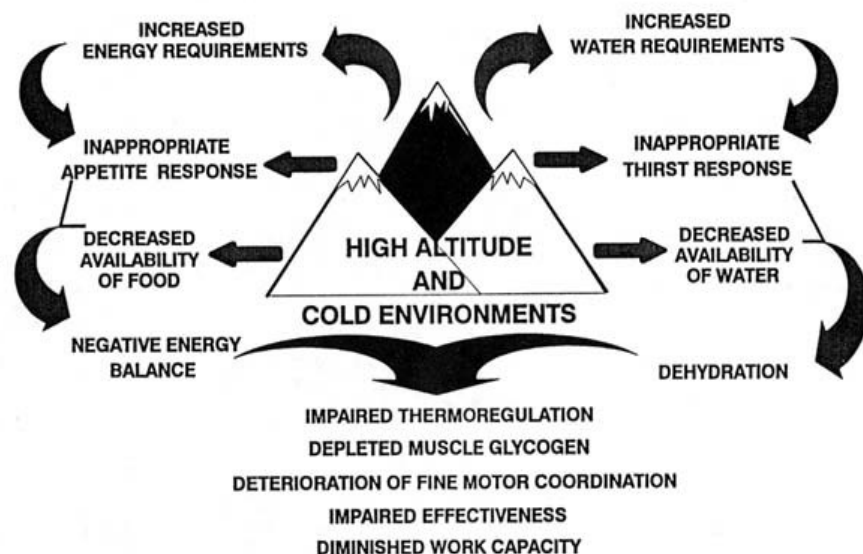 INCREASED
ENERGY REQUIREMENTS
INCREASED
WATER REQUIREMENTS
INAPPROPRIATE
APPETITE RESPONSE
INAPPROPRIATE
THIRST RESPONSE
DECREASED
AVAILABILITY
OF FOOD
HIGH ALTITUDE
AND
COLD ENVIRONMENTS
DECREASED
AVAILABILITY
OF WATER
NEGATIVE ENERGY
BALANCE
DEHYDRATION
IMPAIRED THERMOREGULATION
DEPLETED MUSCLE GLYCOGEN
DETERIORATION OF FINE MOTOR COORDINATION
IMPAIRED EFFECTIVENESS
DIMINISHED WORK CAPACITY